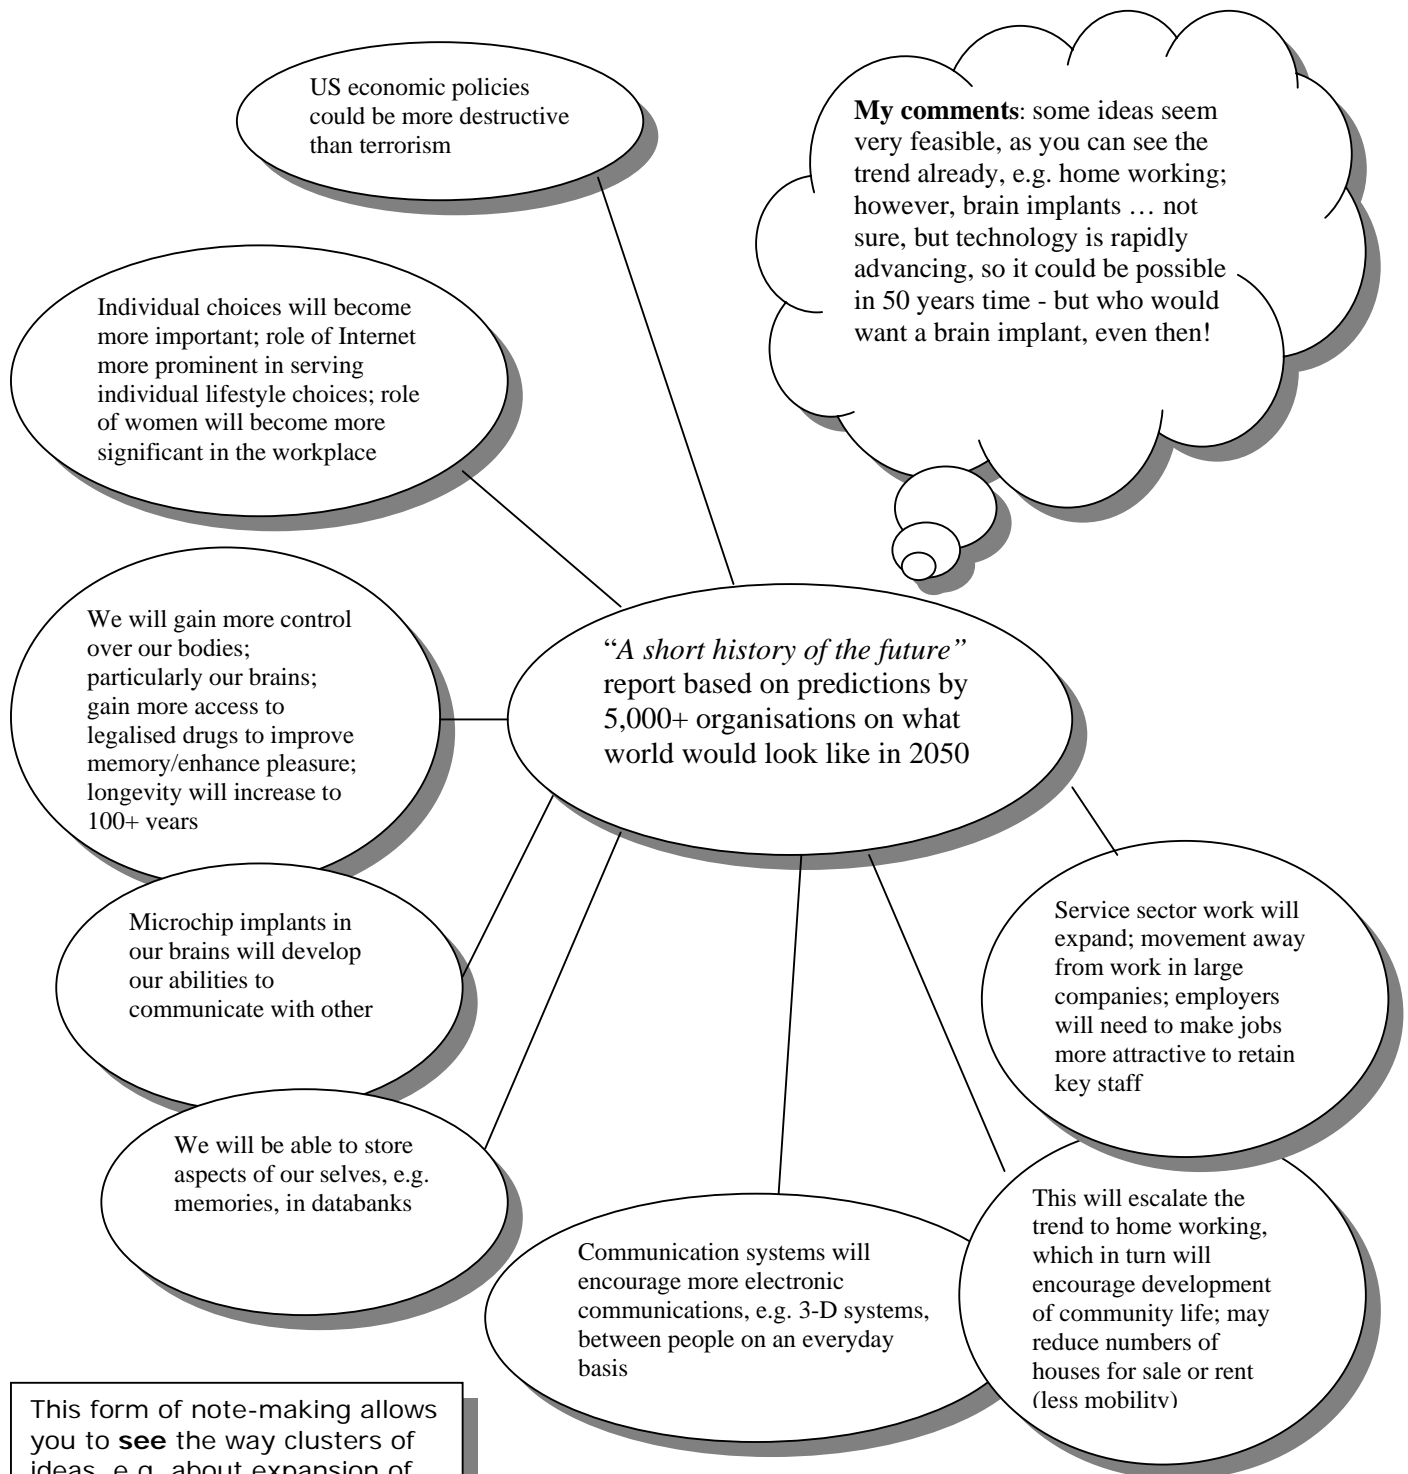 US economic policies
could be more destructive
than terrorism
My comments: some ideas seem
very feasible, as you can see the
trend already, e.g. home working;
however, brain implants … not
sure, but technology is rapidly
advancing, so it could be possible
in 50 years time - but who would
want a brain implant, even then!
Individual choices will become
more important; role of Internet
more prominent in serving
individual lifestyle choices; role
of women will become more
significant in the workplace
We will gain more control
over our bodies;
particularly our brains;
gain more access to
legalised drugs to improve
memory/enhance pleasure;
longevity will increase to
100+ years
“A short history of the future”
report based on predictions by
5,000+ organisations on what
world would look like in 2050
Microchip implants in
our brains will develop
our abilities to
communicate with other
Service sector work will
expand; movement away
from work in large
companies; employers
will need to make jobs
more attractive to retain
key staff
We will be able to store
aspects of our selves, e.g.
memories, in databanks
Communication systems will
encourage more electronic
communications, e.g. 3-D systems,
between people on an everyday
basis
This will escalate the
trend to home working,
which in turn will
encourage development
of community life; may
reduce numbers of
houses for sale or rent
(less mobility)
This form of note-making allows
you to see the way clusters of
ideas, e.g. about expansion of